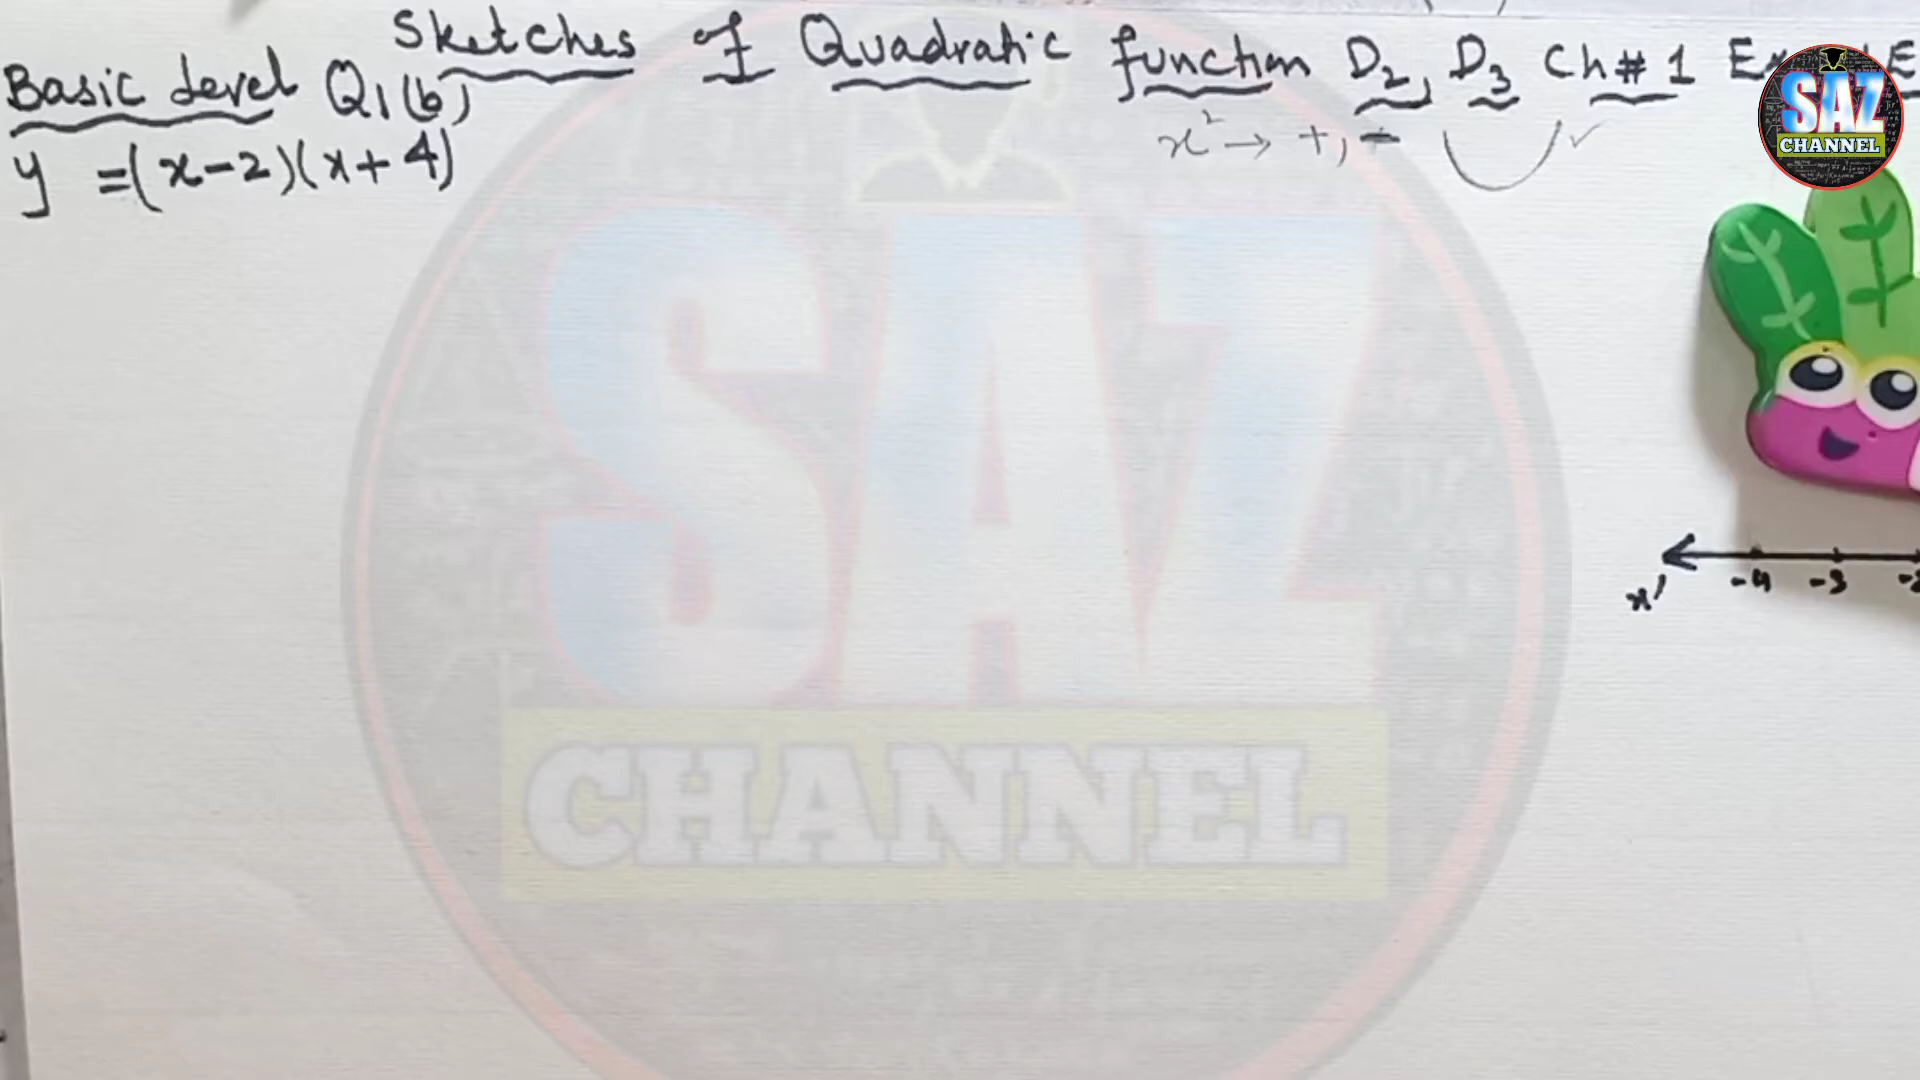 Sketches of Quadratic function D2, D3 Ch # 1
Basic Level Q1(b)
x² → +, -
y = (x-2)(x+4)
SAZ
CHANNEL
SAZ
CHANNEL
-4 -3
x'